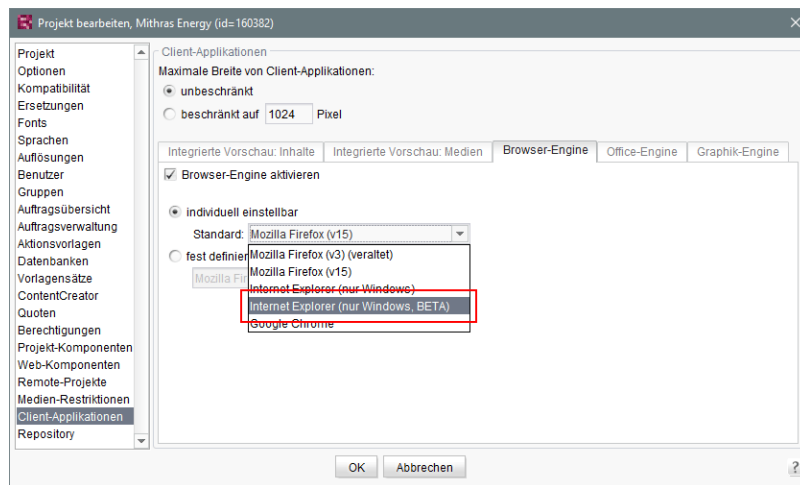 Projekt bearbeiten, Mithras Energy (id=160382)
Projekt
Optionen
Kompatibilität
Ersetzungen
Fonts
Sprachen
Auflösungen
Benutzer
Gruppen
Auftragsübersicht
Auftragsverwaltung
Aktionsvorlagen
Datenbanken
Vorlagensätze
ContentCreator
Quoten
Berechtigungen
Projekt-Komponenten
Web-Komponenten
Remote-Projekte
Medien-Restriktionen
Client-Applikationen
Repository
Client-Applikationen
Maximale Breite von Client-Applikationen:
unbeschränkt
beschränkt auf 1024 Pixel
Integrierte Vorschau: Inhalte Integrierte Vorschau: Medien Browser-Engine Office-Engine Graphik-Engine
Browser-Engine aktivieren
individuell einstellbar
Standard: Mozilla Firefox (v15)
fest definier
Mozilla Fir
Mozilla Firefox (v3) (veraltet)
Mozilla Firefox (v15)
Internet Explorer (nur Windows)
Internet Explorer (nur Windows, BETA)
Google Chrome
OK Abbrechen
?